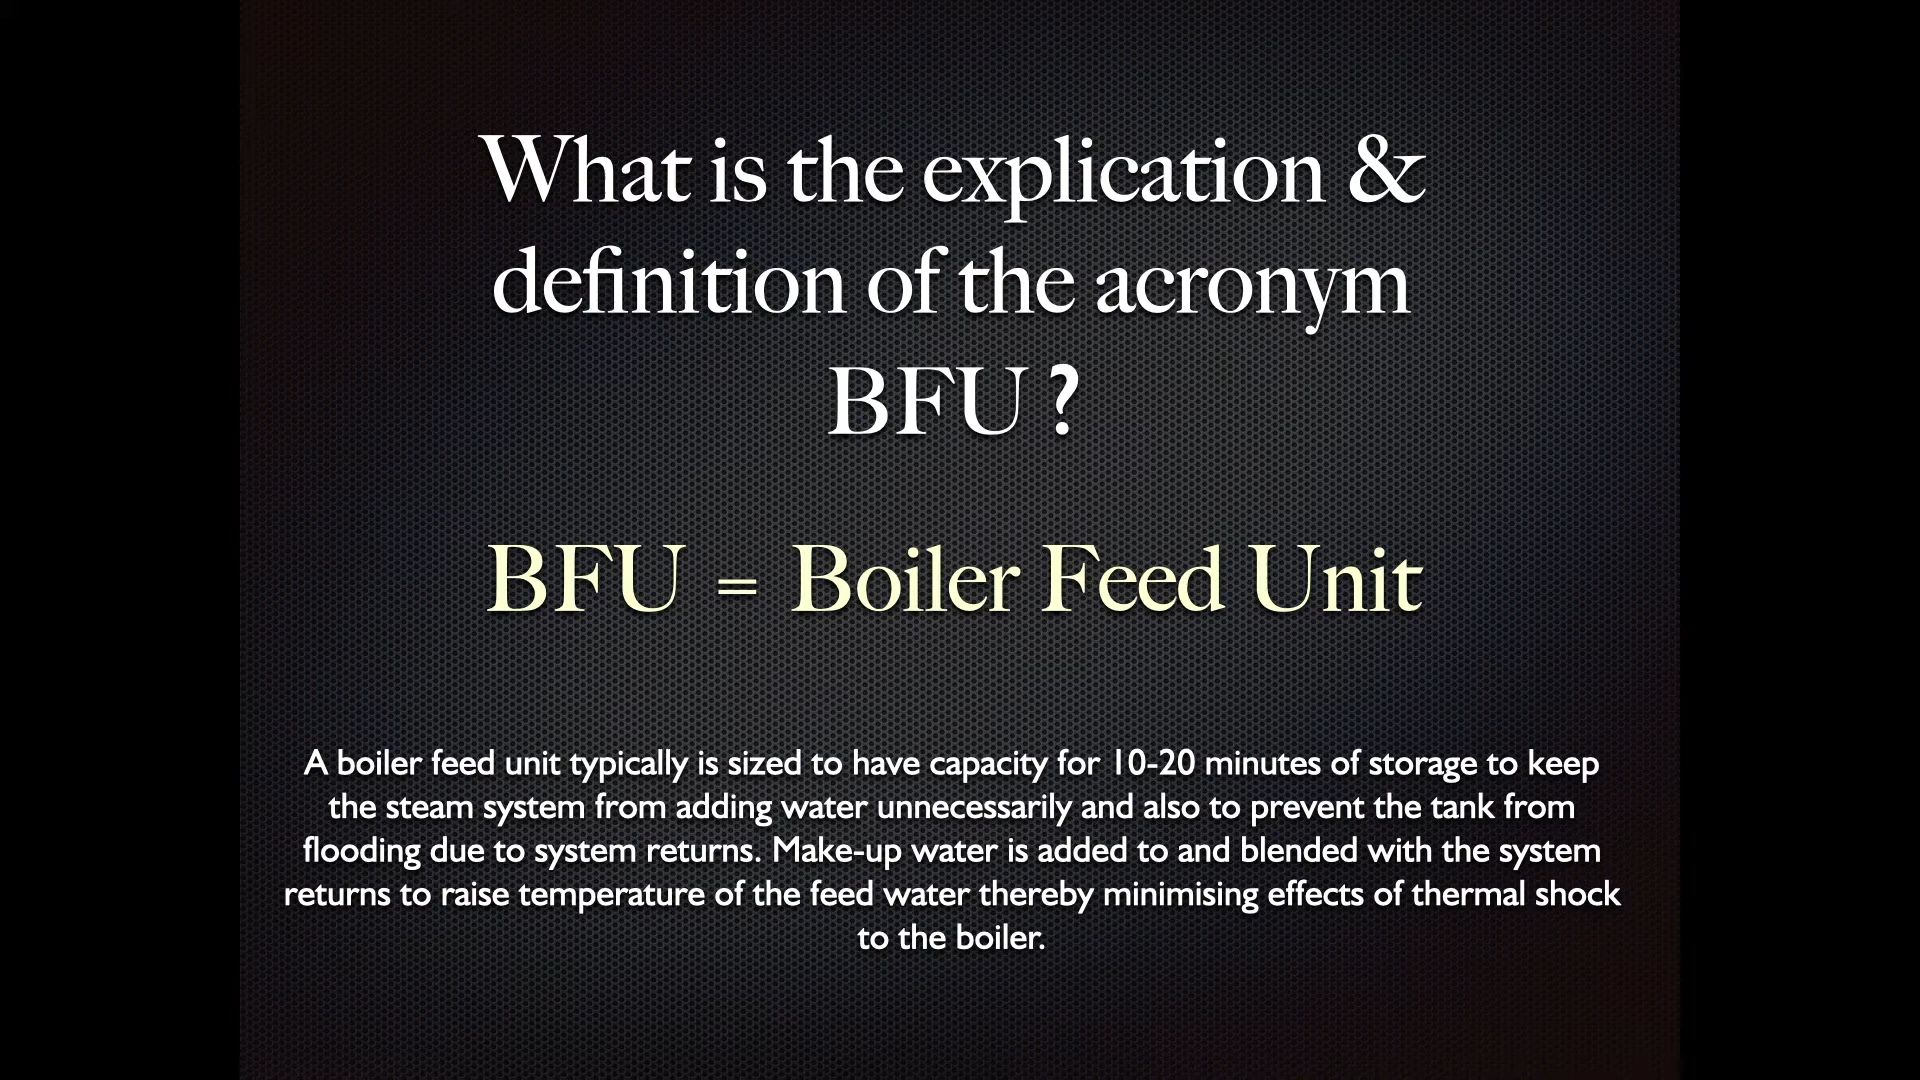 What is the explication &
definition of the acronym
BFU ?
BFU = Boiler Feed Unit
A boiler feed unit typically is sized to have capacity for 10-20 minutes of storage to keep
the steam system from adding water unnecessarily and also to prevent the tank from
flooding due to system returns. Make-up water is added to and blended with the system
returns to raise temperature of the feed water thereby minimising effects of thermal shock
to the boiler.